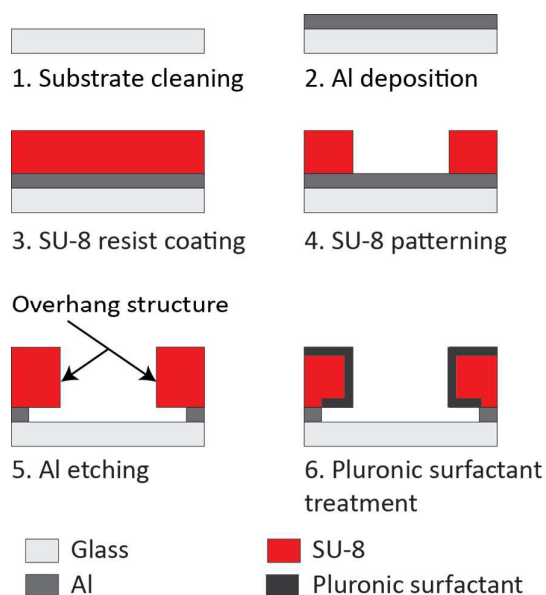 1. Substrate cleaning
2. Al deposition
3. SU-8 resist coating
4. SU-8 patterning
Overhang structure
5. Al etching
6. Pluronic surfactant
treatment
Glass
SU-8
Al
Pluronic surfactant